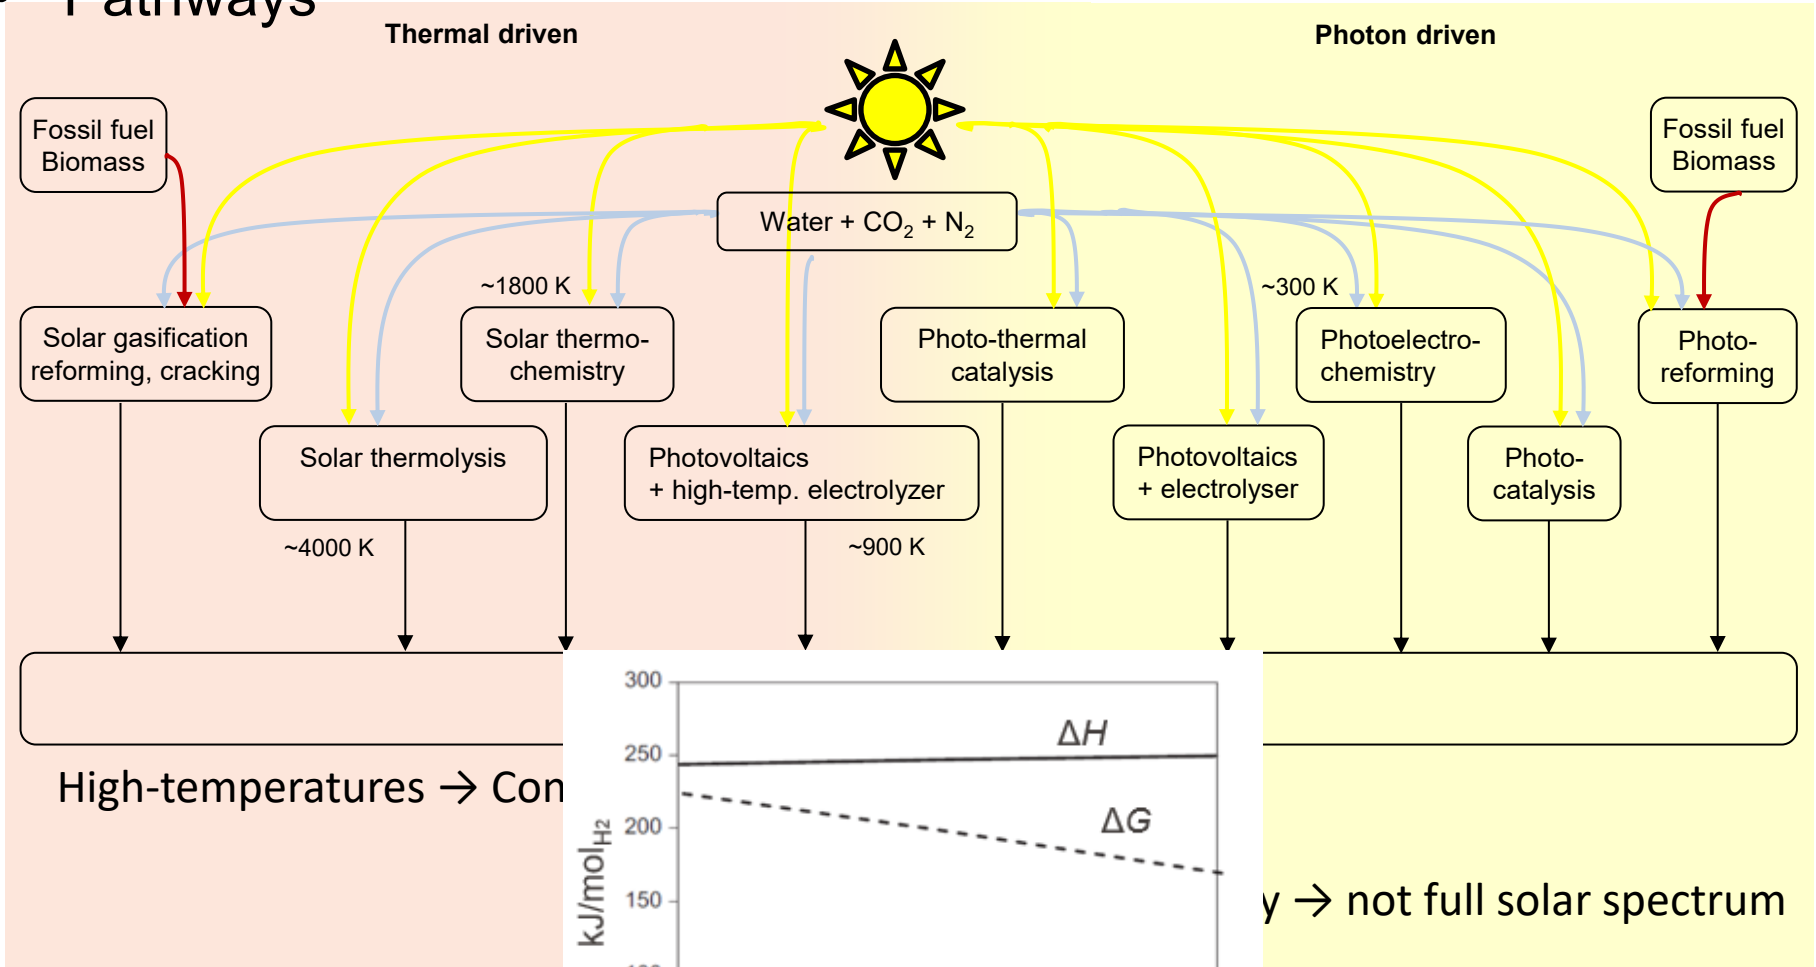 Pathways
Thermal driven
Photon driven
Fossil fuel
Biomass
Fossil fuel
Biomass
Water + CO₂ + N₂
~1800 K
~300 K
Solar gasification
reforming, cracking
Solar thermo-
chemistry
Photo-thermal
catalysis
Photoelectro-
chemistry
Photo-
reforming
Solar thermolysis
Photovoltaics
+ high-temp. electrolyzer
Photovoltaics
+ electrolyser
Photo-
catalysis
~4000 K
~900 K
300
ΔH
250
High-temperatures → Con
ΔG
200
kJ/mol_H2
150
y → not full solar spectrum